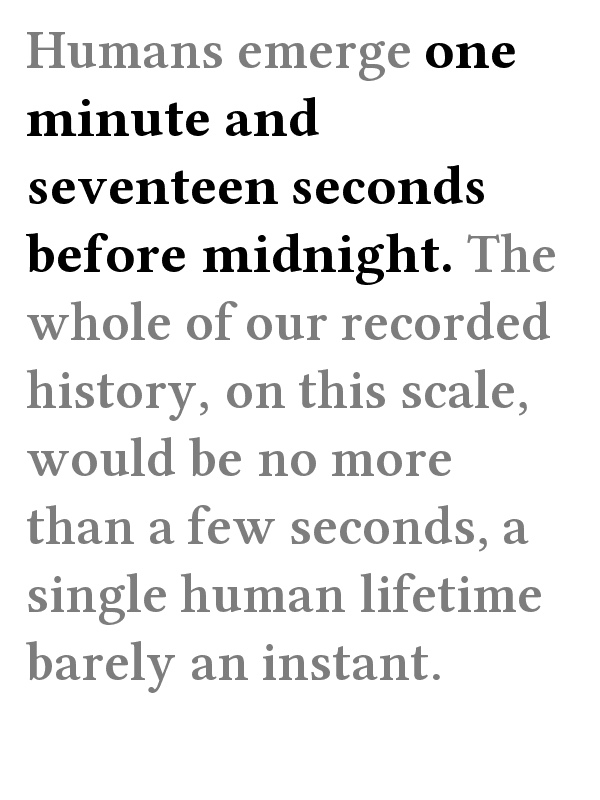 Humans emerge one
minute and
seventeen seconds
before midnight. The
whole of our recorded
history, on this scale,
would be no more
than a few seconds, a
single human lifetime
barely an instant.